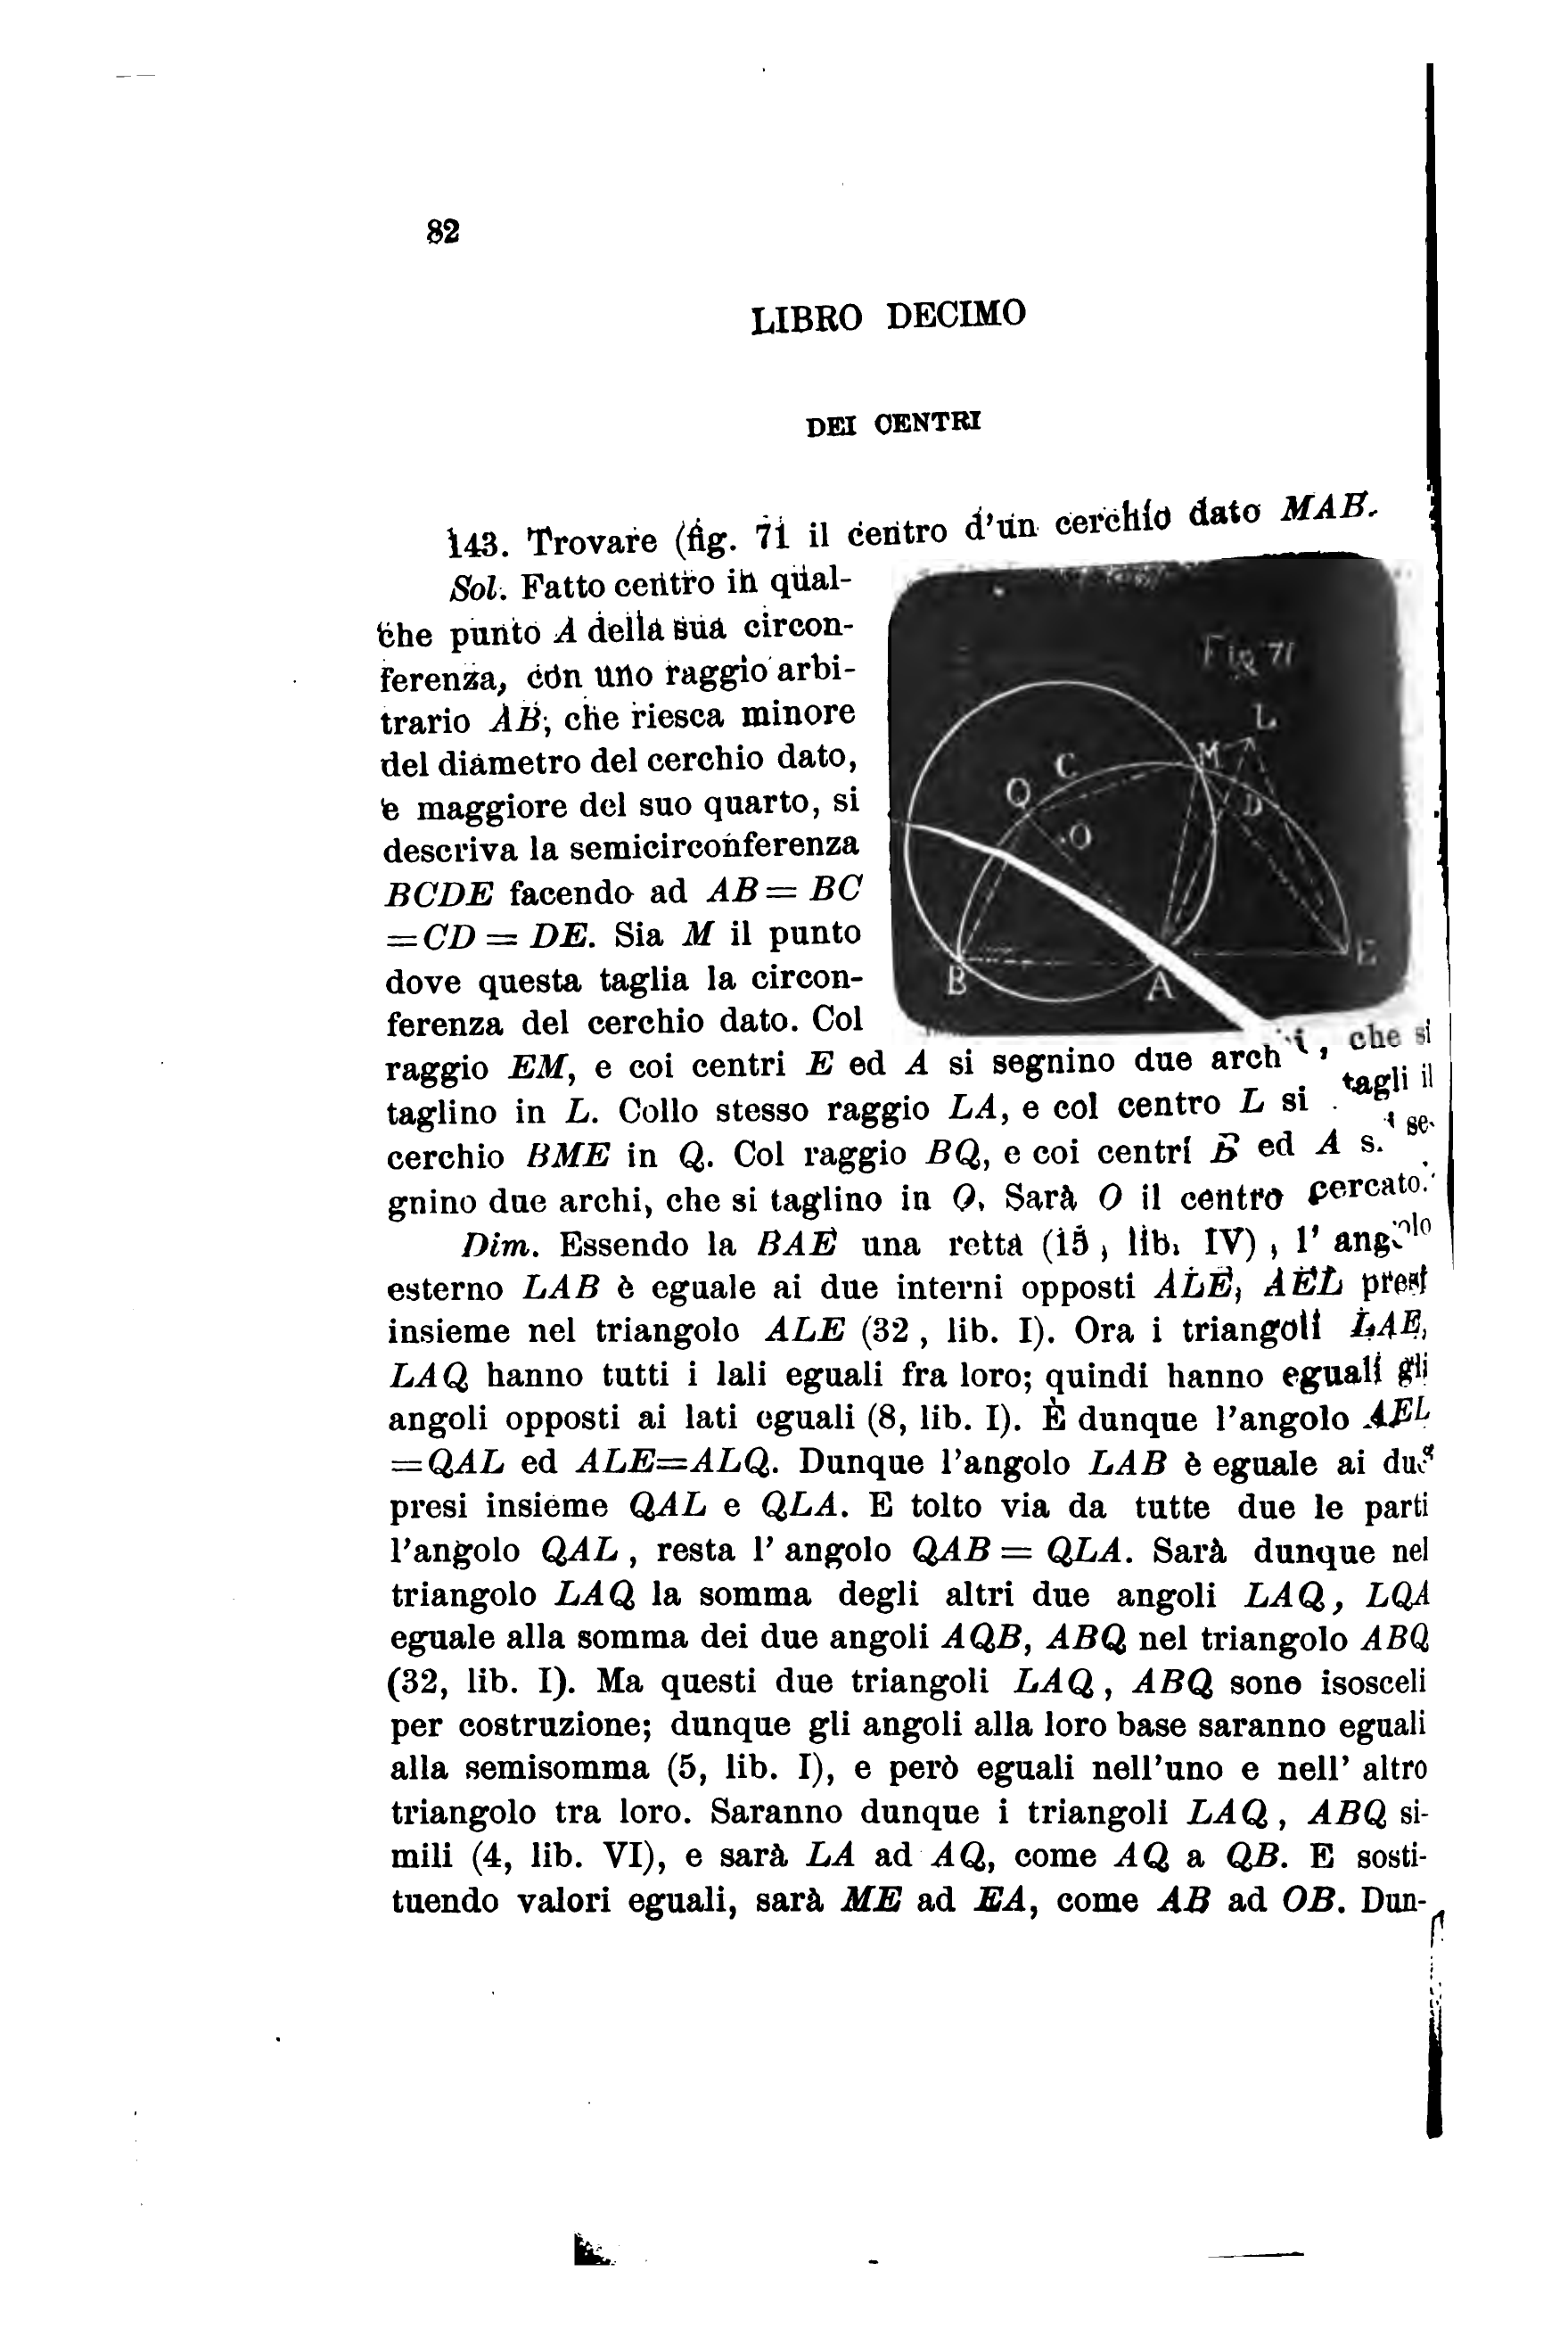 82
LIBRO DECIMO
DEI CENTRI
143. Trovare (fig. 71 il centro d'un cerchio dato MAB.
Sol. Fatto centro in qual-
che punto A della sua circon-
ferenza, con uno raggio arbi-
trario AB, che riesca minore
del diametro del cerchio dato,
e maggiore del suo quarto, si
descriva la semicirconferenza
BCDE facendo ad AB = BC
= CD = DE. Sia M il punto
dove questa taglia la circon-
ferenza del cerchio dato. Col
Fig 71
L
M
C
Q
D
O
B
A
E
raggio EM, e coi centri E ed A si segnino due archi, che si
taglino in L. Collo stesso raggio LA, e col centro L si tagli il
cerchio BME in Q. Col raggio BQ, e coi centri B ed A si se-
gnino due archi, che si taglino in O. Sarà O il centro cercato.
Dim. Essendo la BAE una retta (15, lib. IV), l' angolo
esterno LAB è eguale ai due interni opposti ALE, AEL presi
insieme nel triangolo ALE (32, lib. I). Ora i triangoli LAE,
LAQ hanno tutti i lali eguali fra loro; quindi hanno eguali gli
angoli opposti ai lati eguali (8, lib. I). È dunque l'angolo AEL
=QAL ed ALE=ALQ. Dunque l'angolo LAB è eguale ai due
presi insieme QAL e QLA. E tolto via da tutte due le parti
l'angolo QAL, resta l' angolo QAB = QLA. Sarà dunque nel
triangolo LAQ la somma degli altri due angoli LAQ, LQA
eguale alla somma dei due angoli AQB, ABQ nel triangolo ABQ
(32, lib. I). Ma questi due triangoli LAQ, ABQ sono isosceli
per costruzione; dunque gli angoli alla loro base saranno eguali
alla semisomma (5, lib. I), e però eguali nell'uno e nell' altro
triangolo tra loro. Saranno dunque i triangoli LAQ, ABQ si-
mili (4, lib. VI), e sarà LA ad AQ, come AQ a QB. E sosti-
tuendo valori eguali, sarà ME ad EA, come AB ad OB. Dun-